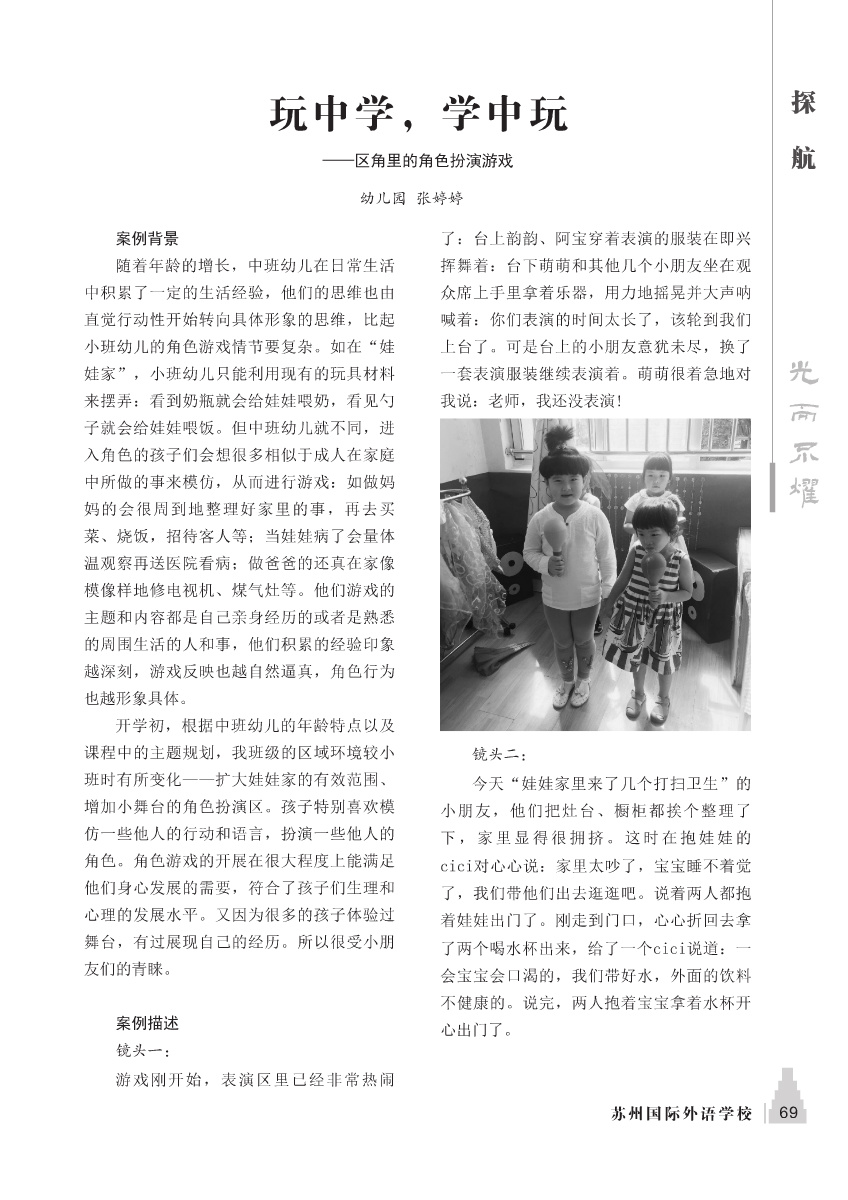 玩中学，学中玩
——区角里的角色扮演游戏
幼儿园 张婷婷
案例背景
随着年龄的增长，中班幼儿在日常生活
中积累了一定的生活经验，他们的思维也由
直觉行动性开始转向具体形象的思维，比起
小班幼儿的角色游戏情节要复杂。如在“娃
娃家”，小班幼儿只能利用现有的玩具材料
来摆弄：看到奶瓶就会给娃娃喂奶，看见勺
子就会给娃娃喂饭。但中班幼儿就不同，进
入角色的孩子们会想很多相似于成人在家庭
中所做的事来模仿，从而进行游戏：如做妈
妈的会很周到地整理好家里的事，再去买
菜、烧饭，招待客人等；当娃娃病了会量体
温观察再送医院看病；做爸爸的还真在家像
模像样地修电视机、煤气灶等。他们游戏的
主题和内容都是自己亲身经历的或者是熟悉
的周围生活的人和事，他们积累的经验印象
越深刻，游戏反映也越自然逼真，角色行为
也越形象具体。
开学初，根据中班幼儿的年龄特点以及
课程中的主题规划，我班级的区域环境较小
班时有所变化——扩大娃娃家的有效范围、
增加小舞台的角色扮演区。孩子特别喜欢模
仿一些他人的行动和语言，扮演一些他人的
角色。角色游戏的开展在很大程度上能满足
他们身心发展的需要，符合了孩子们生理和
心理的发展水平。又因为很多的孩子体验过
舞台，有过展现自己的经历。所以很受小朋
友们的青睐。
案例描述
镜头一：
游戏刚开始，表演区里已经非常热闹
了：台上韵韵、阿宝穿着表演的服装在即兴
挥舞着：台下萌萌和其他几个小朋友坐在观
众席上手里拿着乐器，用力地摇晃并大声呐
喊着：你们表演的时间太长了，该轮到我们
上台了。可是台上的小朋友意犹未尽，换了
一套表演服装继续表演着。萌萌很着急地对
我说：老师，我还没表演！
镜头二：
今天“娃娃家里来了几个打扫卫生”的
小朋友，他们把灶台、橱柜都挨个整理了
下，家里显得很拥挤。这时在抱娃娃的
cici对心心说：家里太吵了，宝宝睡不着觉
了，我们带他们出去逛逛吧。说着两人都抱
着娃娃出门了。刚走到门口，心心折回去拿
了两个喝水杯出来，给了一个cici说道：一
会宝宝会口渴的，我们带好水，外面的饮料
不健康的。说完，两人抱着宝宝拿着水杯开
心出门了。
探航
光而不耀
苏州国际外语学校 69